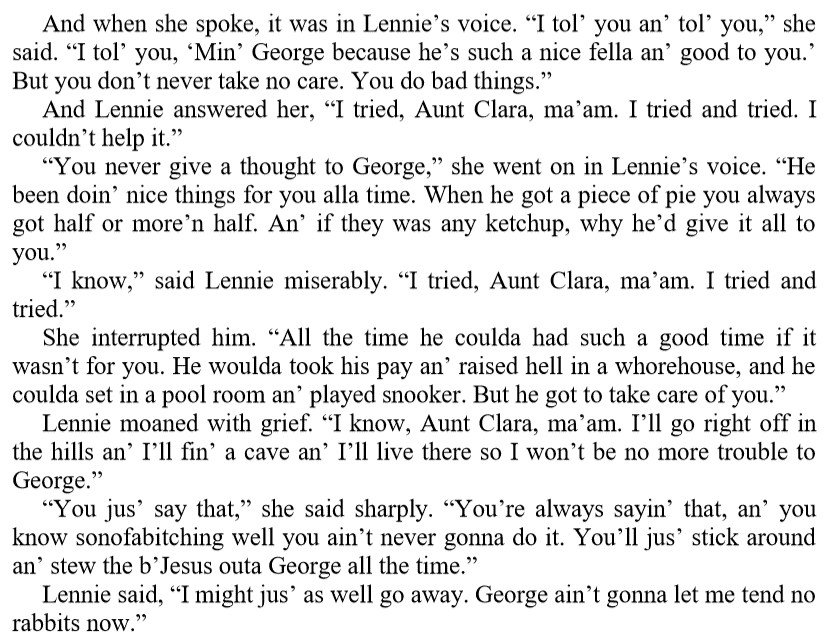 And when she spoke, it was in Lennie’s voice. “I tol’ you an’ tol’ you,” she
said. “I tol’ you, ‘Min’ George because he’s such a nice fella an’ good to you.’
But you don’t never take no care. You do bad things.”
And Lennie answered her, “I tried, Aunt Clara, ma’am. I tried and tried. I
couldn’t help it.”
“You never give a thought to George,” she went on in Lennie’s voice. “He
been doin’ nice things for you alla time. When he got a piece of pie you always
got half or more’n half. An’ if they was any ketchup, why he’d give it all to
you.”
“I know,” said Lennie miserably. “I tried, Aunt Clara, ma’am. I tried and
tried.”
She interrupted him. “All the time he coulda had such a good time if it
wasn’t for you. He woulda took his pay an’ raised hell in a whorehouse, and he
coulda set in a pool room an’ played snooker. But he got to take care of you.”
Lennie moaned with grief. “I know, Aunt Clara, ma’am. I’ll go right off in
the hills an’ I’ll fin’ a cave an’ I’ll live there so I won’t be no more trouble to
George.”
“You jus’ say that,” she said sharply. “You’re always sayin’ that, an’ you
know sonofabitching well you ain’t never gonna do it. You’ll jus’ stick around
an’ stew the b’Jesus outa George all the time.”
Lennie said, “I might jus’ as well go away. George ain’t gonna let me tend no
rabbits now.”